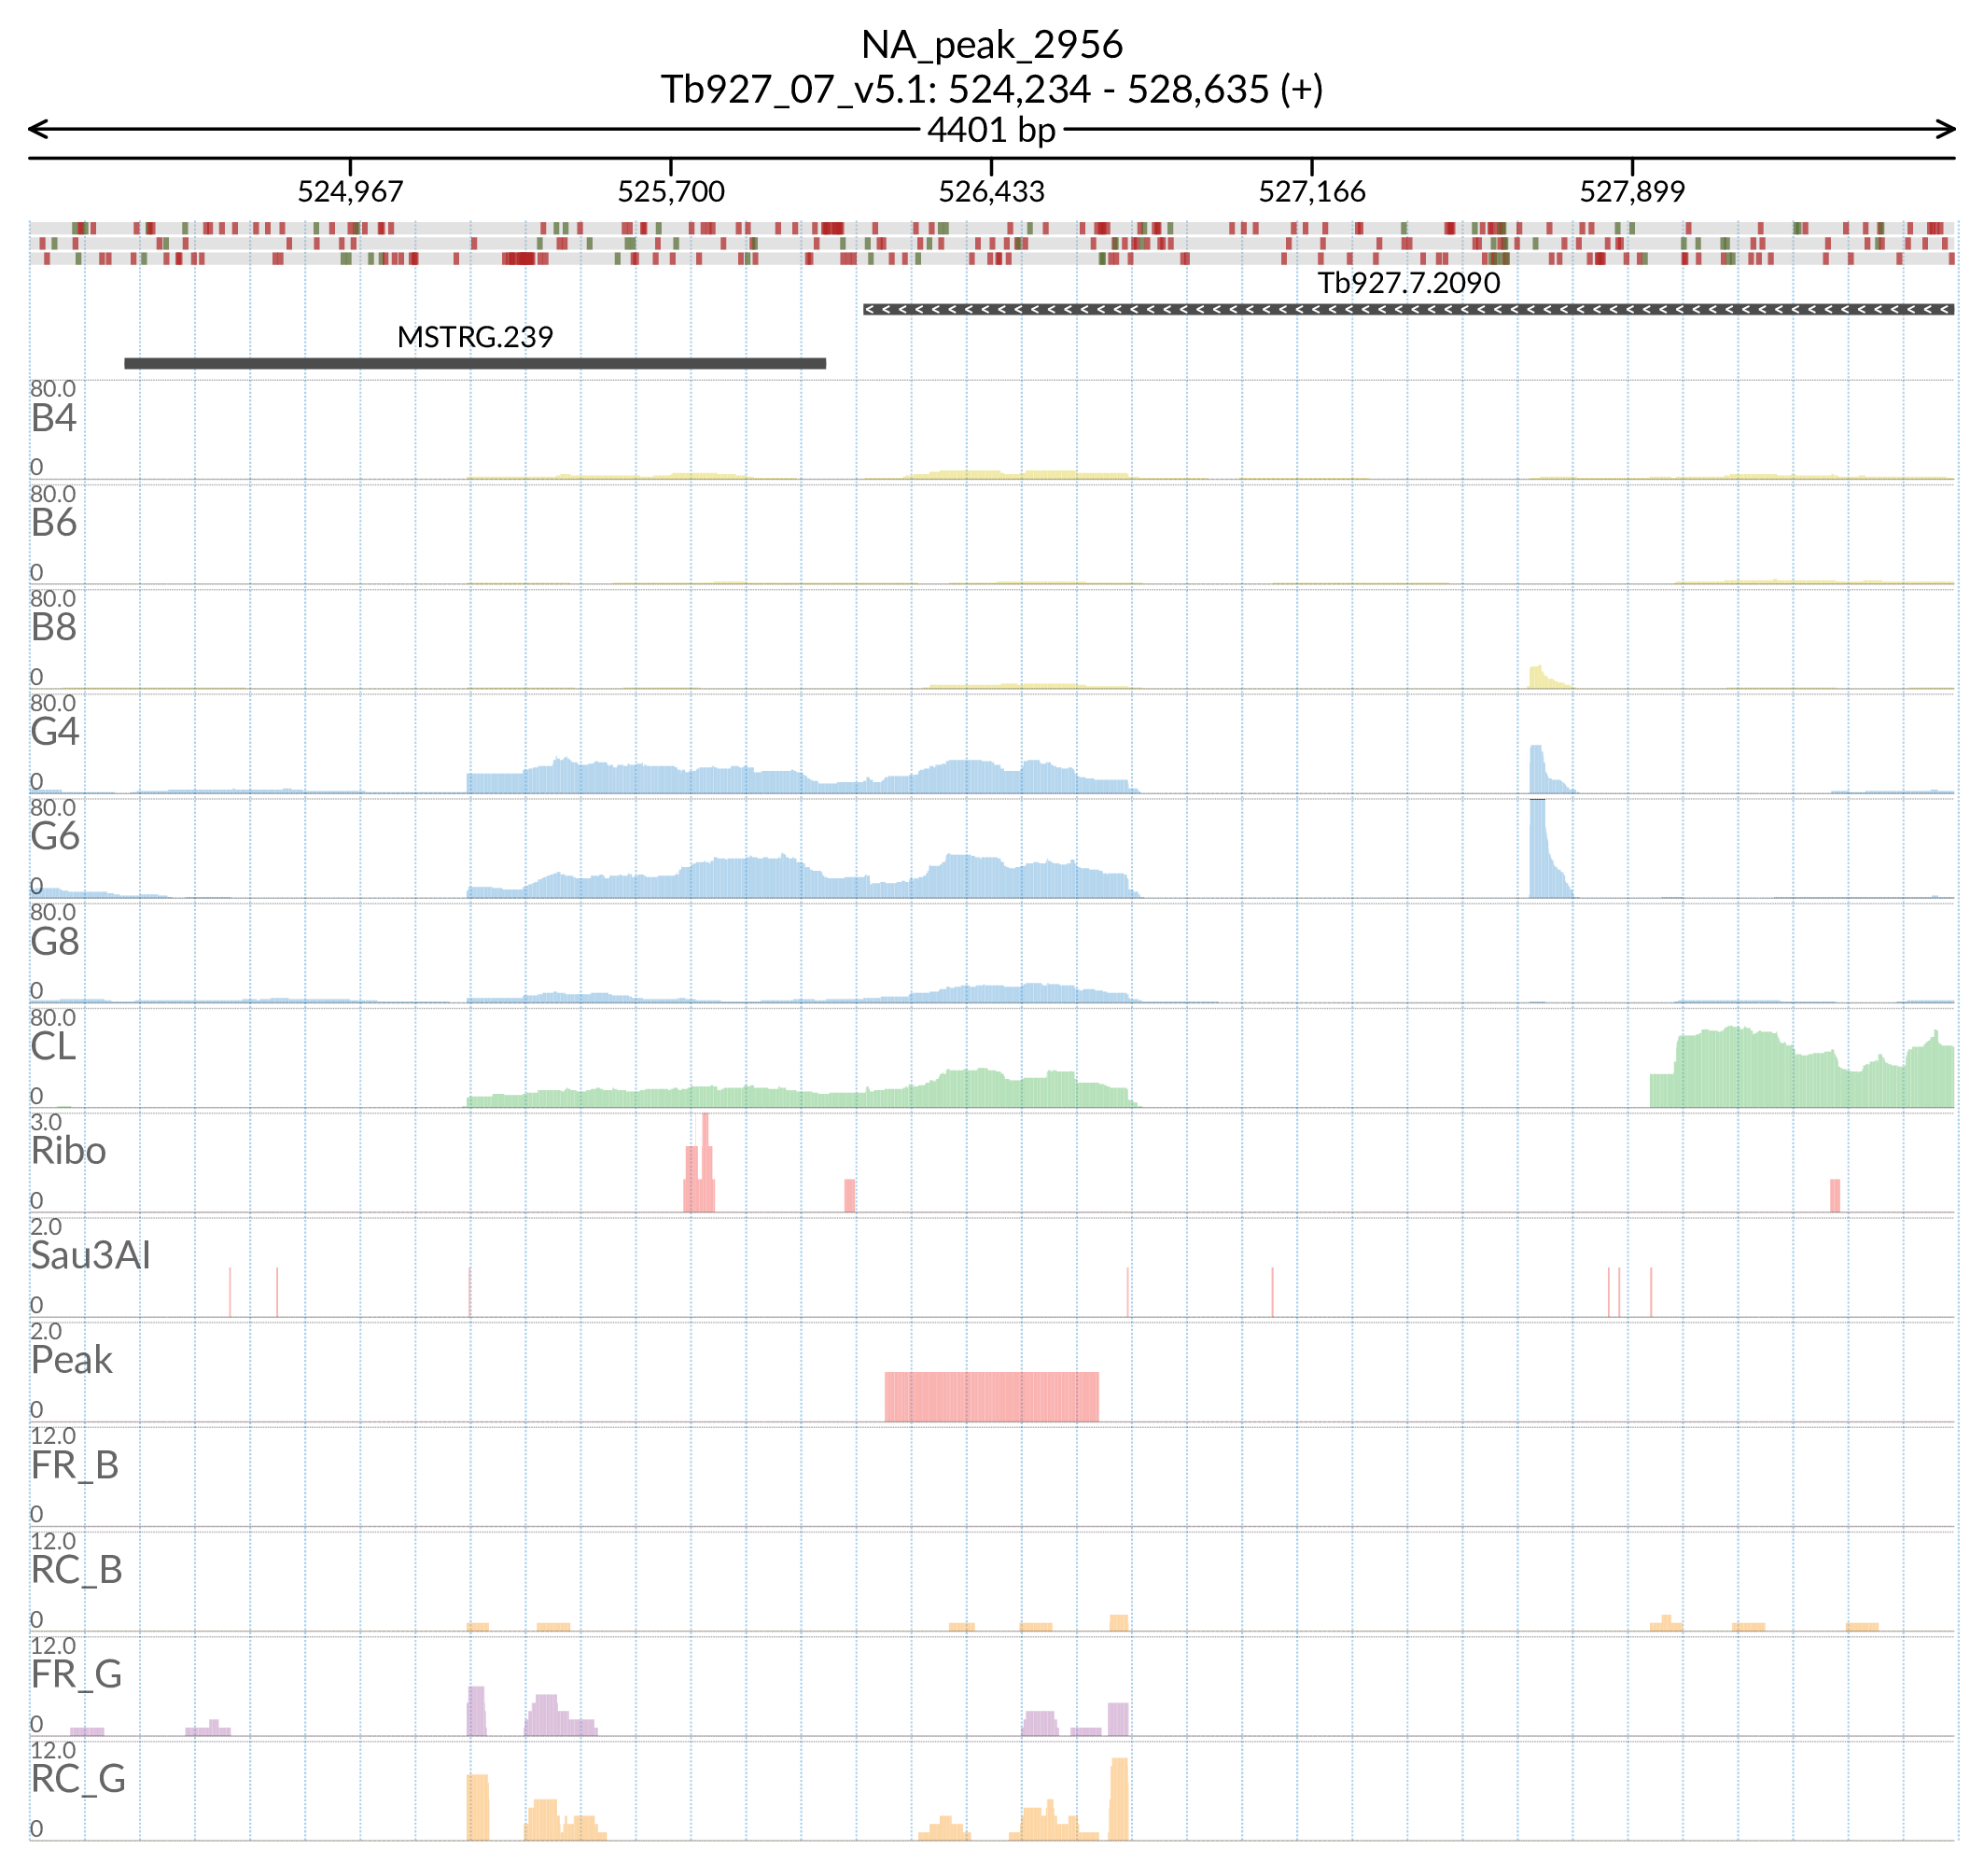 NA_peak_2956
Tb927_07_v5.1: 524,234 - 528,635 (+)
4401 bp
524,967 525,700 526,433 527,166 527,899
Tb927.7.2090
MSTRG.239
80.0
B4
0
80.0
B6
0
80.0
B8
0
80.0
G4
0
80.0
G6
0
80.0
G8
0
80.0
CL
0
3.0
Ribo
0
2.0
Sau3AI
0
2.0
Peak
0
12.0
FR_B
0
12.0
RC_B
0
12.0
FR_G
0
12.0
RC_G
0